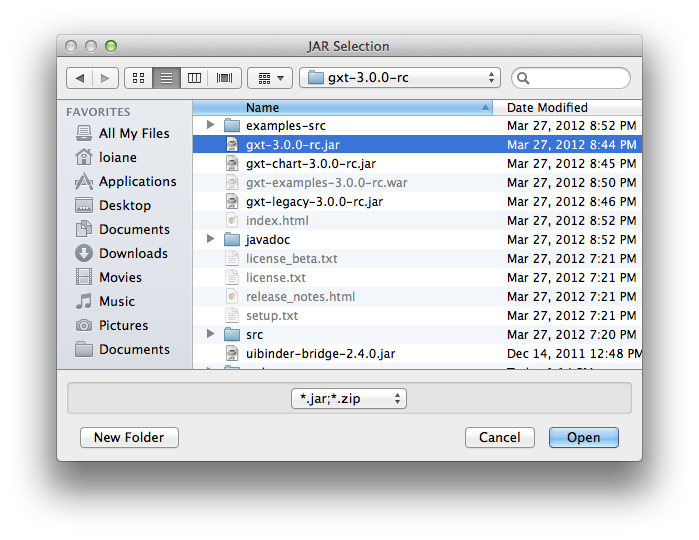 JAR Selection
gxt-3.0.0-rc
FAVORITES
All My Files
loiane
Applications
Desktop
Documents
Downloads
Movies
Music
Pictures
Documents
Name Date Modified
examples-src Mar 27, 2012 8:52 PM
gxt-3.0.0-rc.jar Mar 27, 2012 8:44 PM
gxt-chart-3.0.0-rc.jar Mar 27, 2012 8:45 PM
gxt-examples-3.0.0-rc.war Mar 27, 2012 8:50 PM
gxt-legacy-3.0.0-rc.jar Mar 27, 2012 8:46 PM
index.html Mar 27, 2012 8:52 PM
javadoc Mar 27, 2012 8:52 PM
license_beta.txt Mar 27, 2012 7:21 PM
license.txt Mar 27, 2012 7:21 PM
release_notes.html Mar 27, 2012 7:21 PM
setup.txt Mar 27, 2012 7:21 PM
src Mar 27, 2012 7:20 PM
uibinder-bridge-2.4.0.jar Dec 14, 2011 12:48 PM
*.jar;*.zip
New Folder Cancel Open